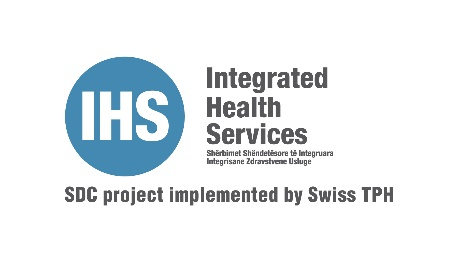 IHS
Integrated
Health
Services
Shërbimet Shëndetësore të Integruara
Integrisane Zdravstvene Usluge
SDC project implemented by Swiss TPH